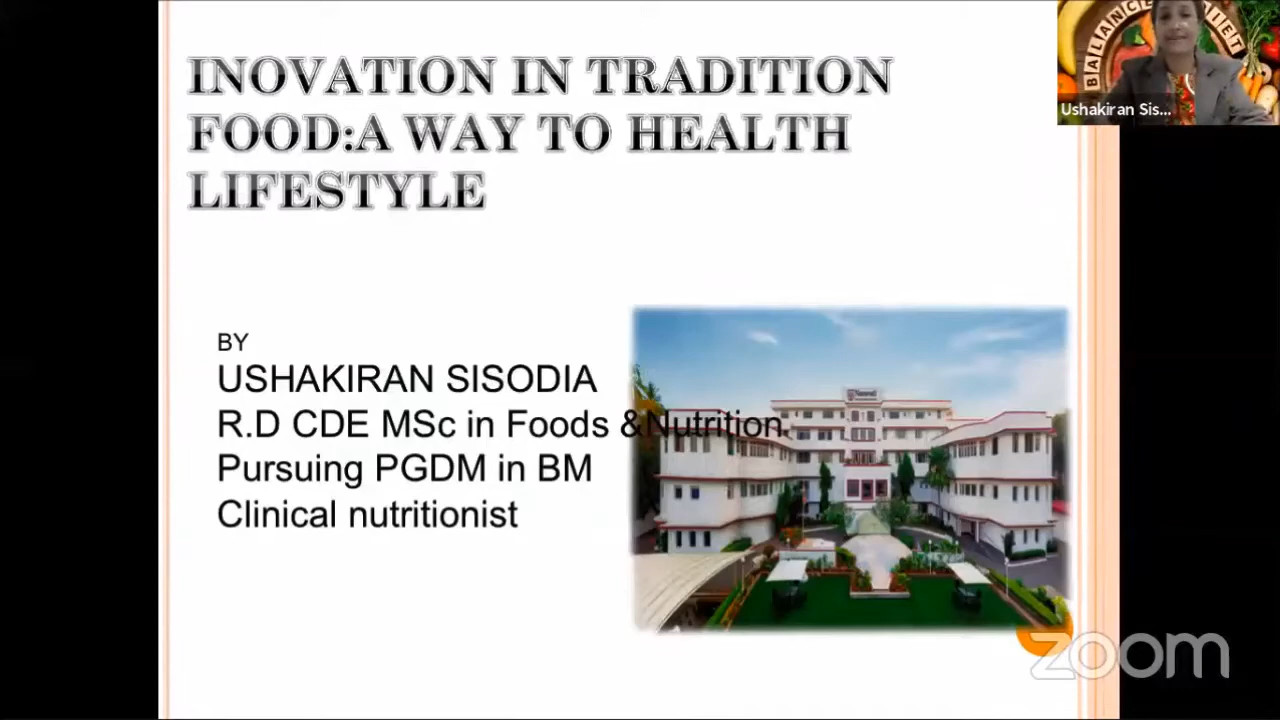 INOVATION IN TRADITION
FOOD:A WAY TO HEALTH
LIFESTYLE
BALANCE
Ushakiran Sis...
BY
USHAKIRAN SISODIA
R.D CDE MSc in Foods &Nutrition.
Pursuing PGDM in BM
Clinical nutritionist
zoom